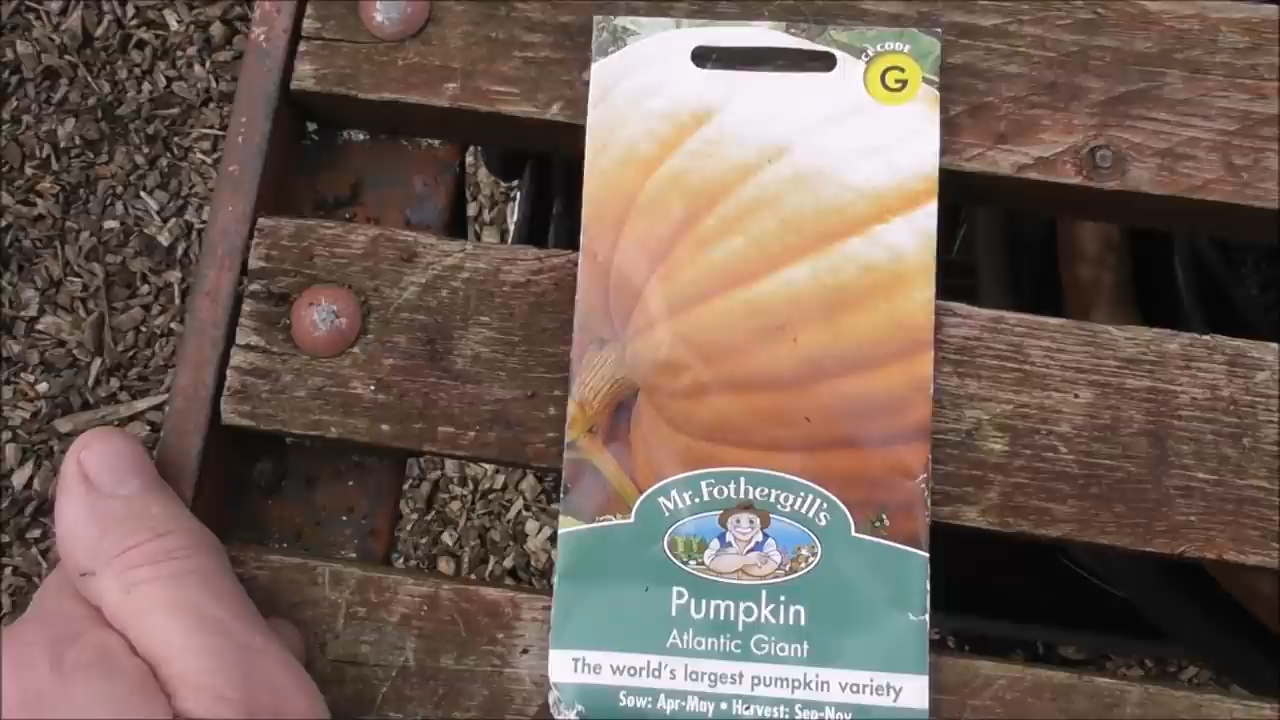 CE CODE
G
Mr. Fothergill's
Pumpkin
Atlantic Giant
The world's largest pumpkin variety
Sow: Apr-May • Harvest: Sep-Nov